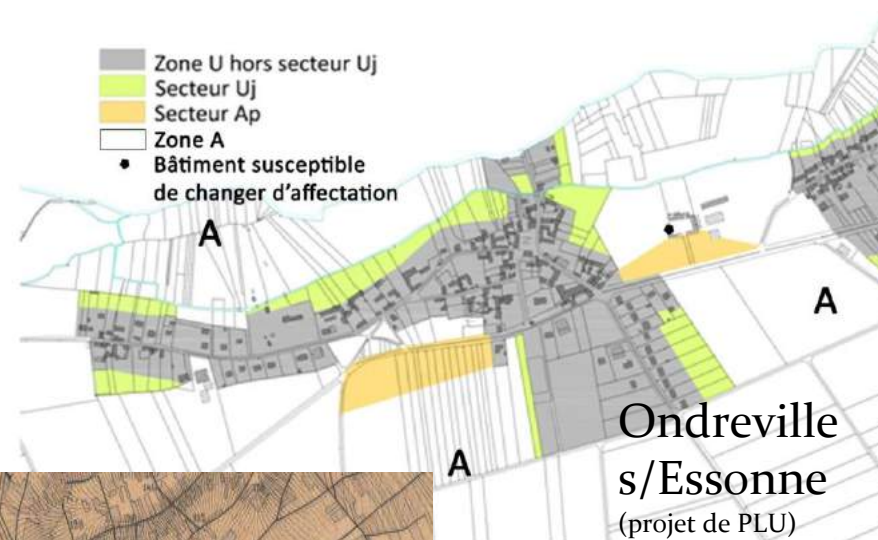 Zone U hors secteur Uj
Secteur Uj
Secteur Ap
Zone A
Bâtiment susceptible
de changer d'affectation
A
A
A
Ondreville
s/Essonne
(projet de PLU)